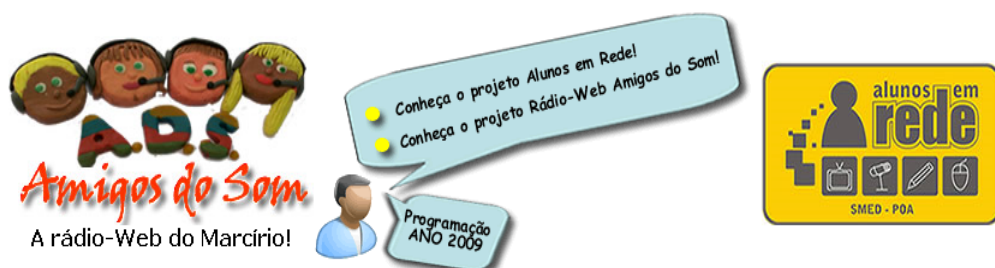 A.D.S.
Amigos do Som
A rádio-Web do Marcírio!
Conheça o projeto Alunos em Rede!
Conheça o projeto Rádio-Web Amigos do Som!
Programação
ANO 2009
alunos em
rede
SMED - POA